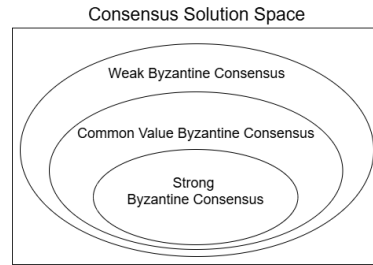 Consensus Solution Space
Weak Byzantine Consensus
Common Value Byzantine Consensus
Strong
Byzantine Consensus